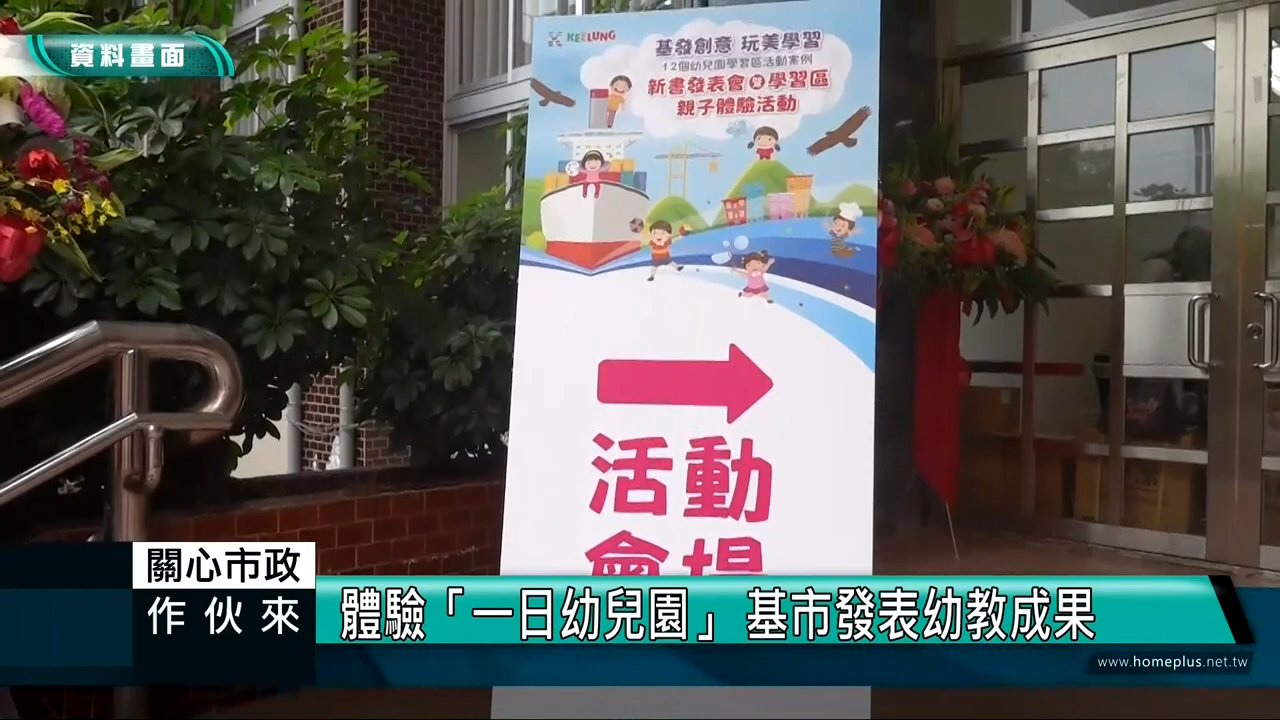 資料畫面
KEELUNG
基發創意 玩美學習
12個幼兒園學習區活動案例
新書發表會暨學習區
親子體驗活動
活動
會場
關心市政
作伙來
體驗「一日幼兒園」 基市發表幼教成果
www.homeplus.net.tw